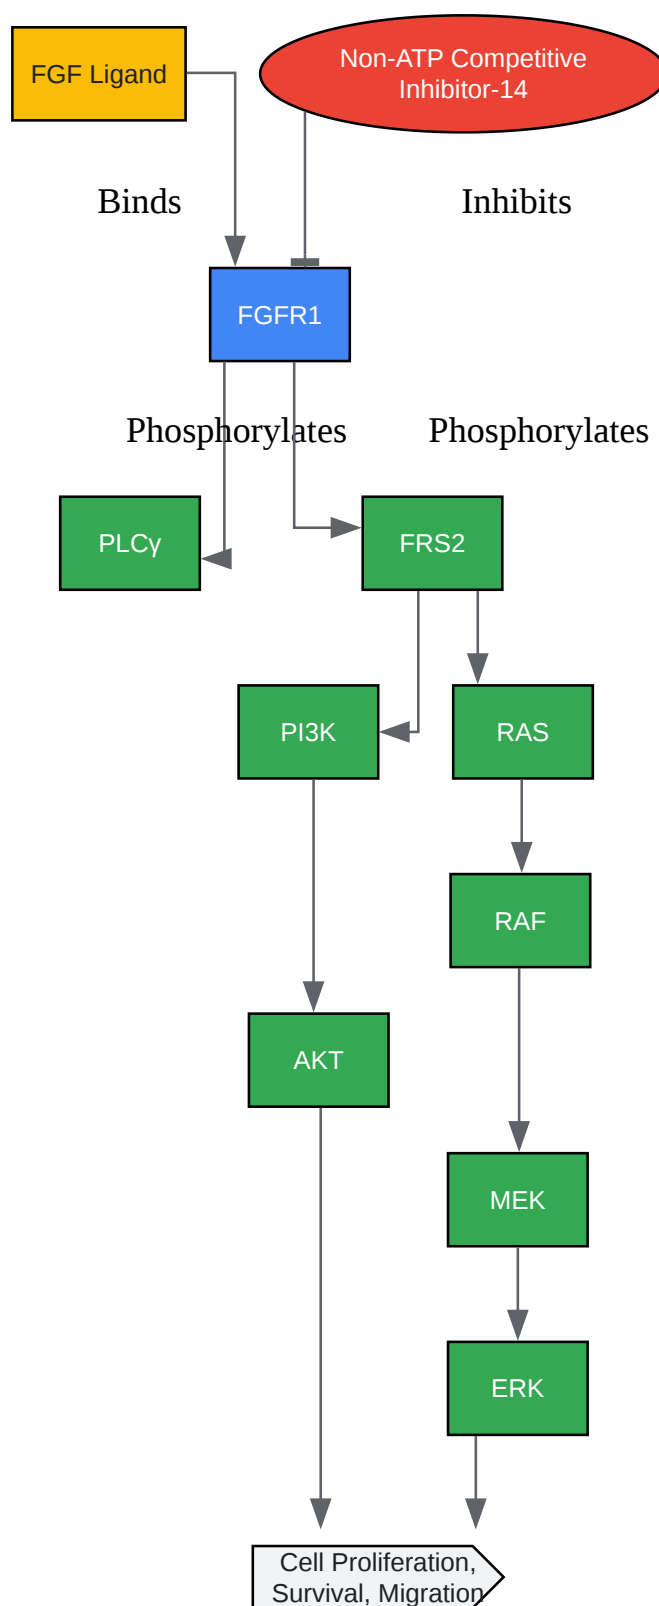 FGF Ligand
Non-ATP Competitive
Inhibitor-14
Binds
Inhibits
FGFR1
Phosphorylates
Phosphorylates
PLCγ
FRS2
PI3K
RAS
RAF
AKT
MEK
ERK
Cell Proliferation,
Survival, Migration